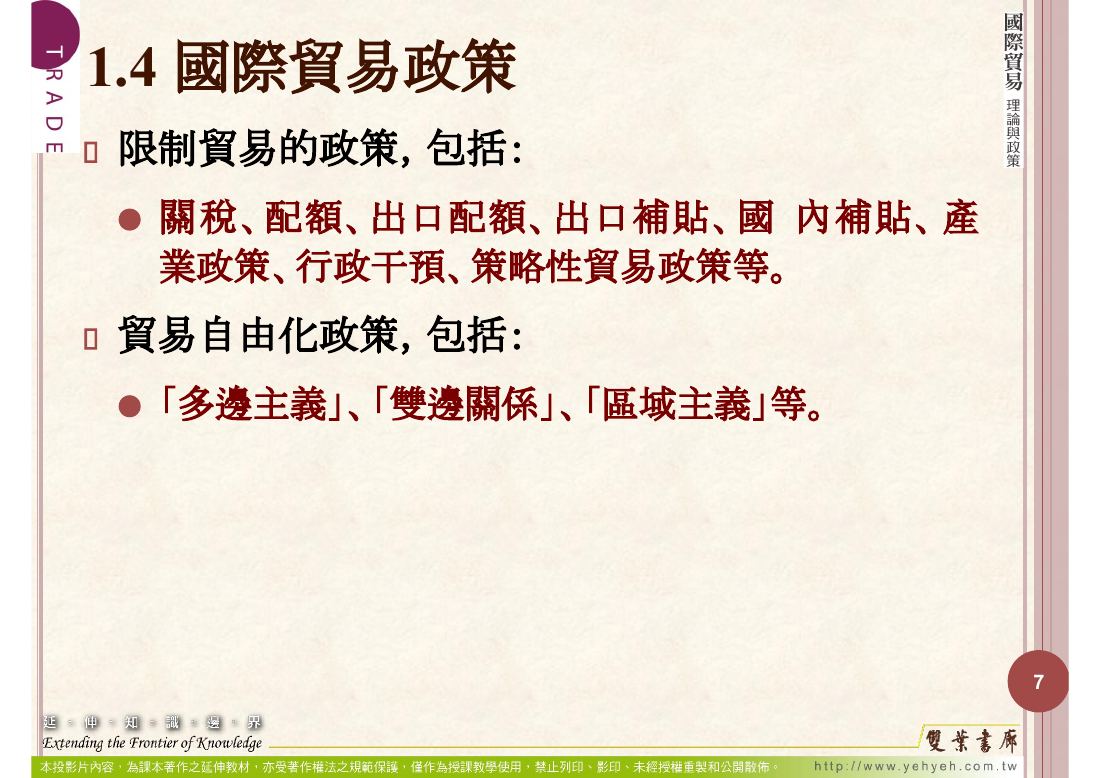 TRADE
1.4 國際貿易政策
國際貿易 理論與政策
限制貿易的政策, 包括:
關稅、配額、出口配額、出口補貼、國 內補貼、產
業政策、行政干預、策略性貿易政策等。
貿易自由化政策, 包括:
「多邊主義」、「雙邊關係」、「區域主義」等。
7
延・伸・知・識・邊・界
Extending the Frontier of Knowledge
雙葉書廊
本投影片內容，為課本著作之延伸教材，亦受著作權法之規範保護，僅作為授課教學使用，禁止列印、影印、未經授權重製和公開散佈。
http://www.yehyeh.com.tw